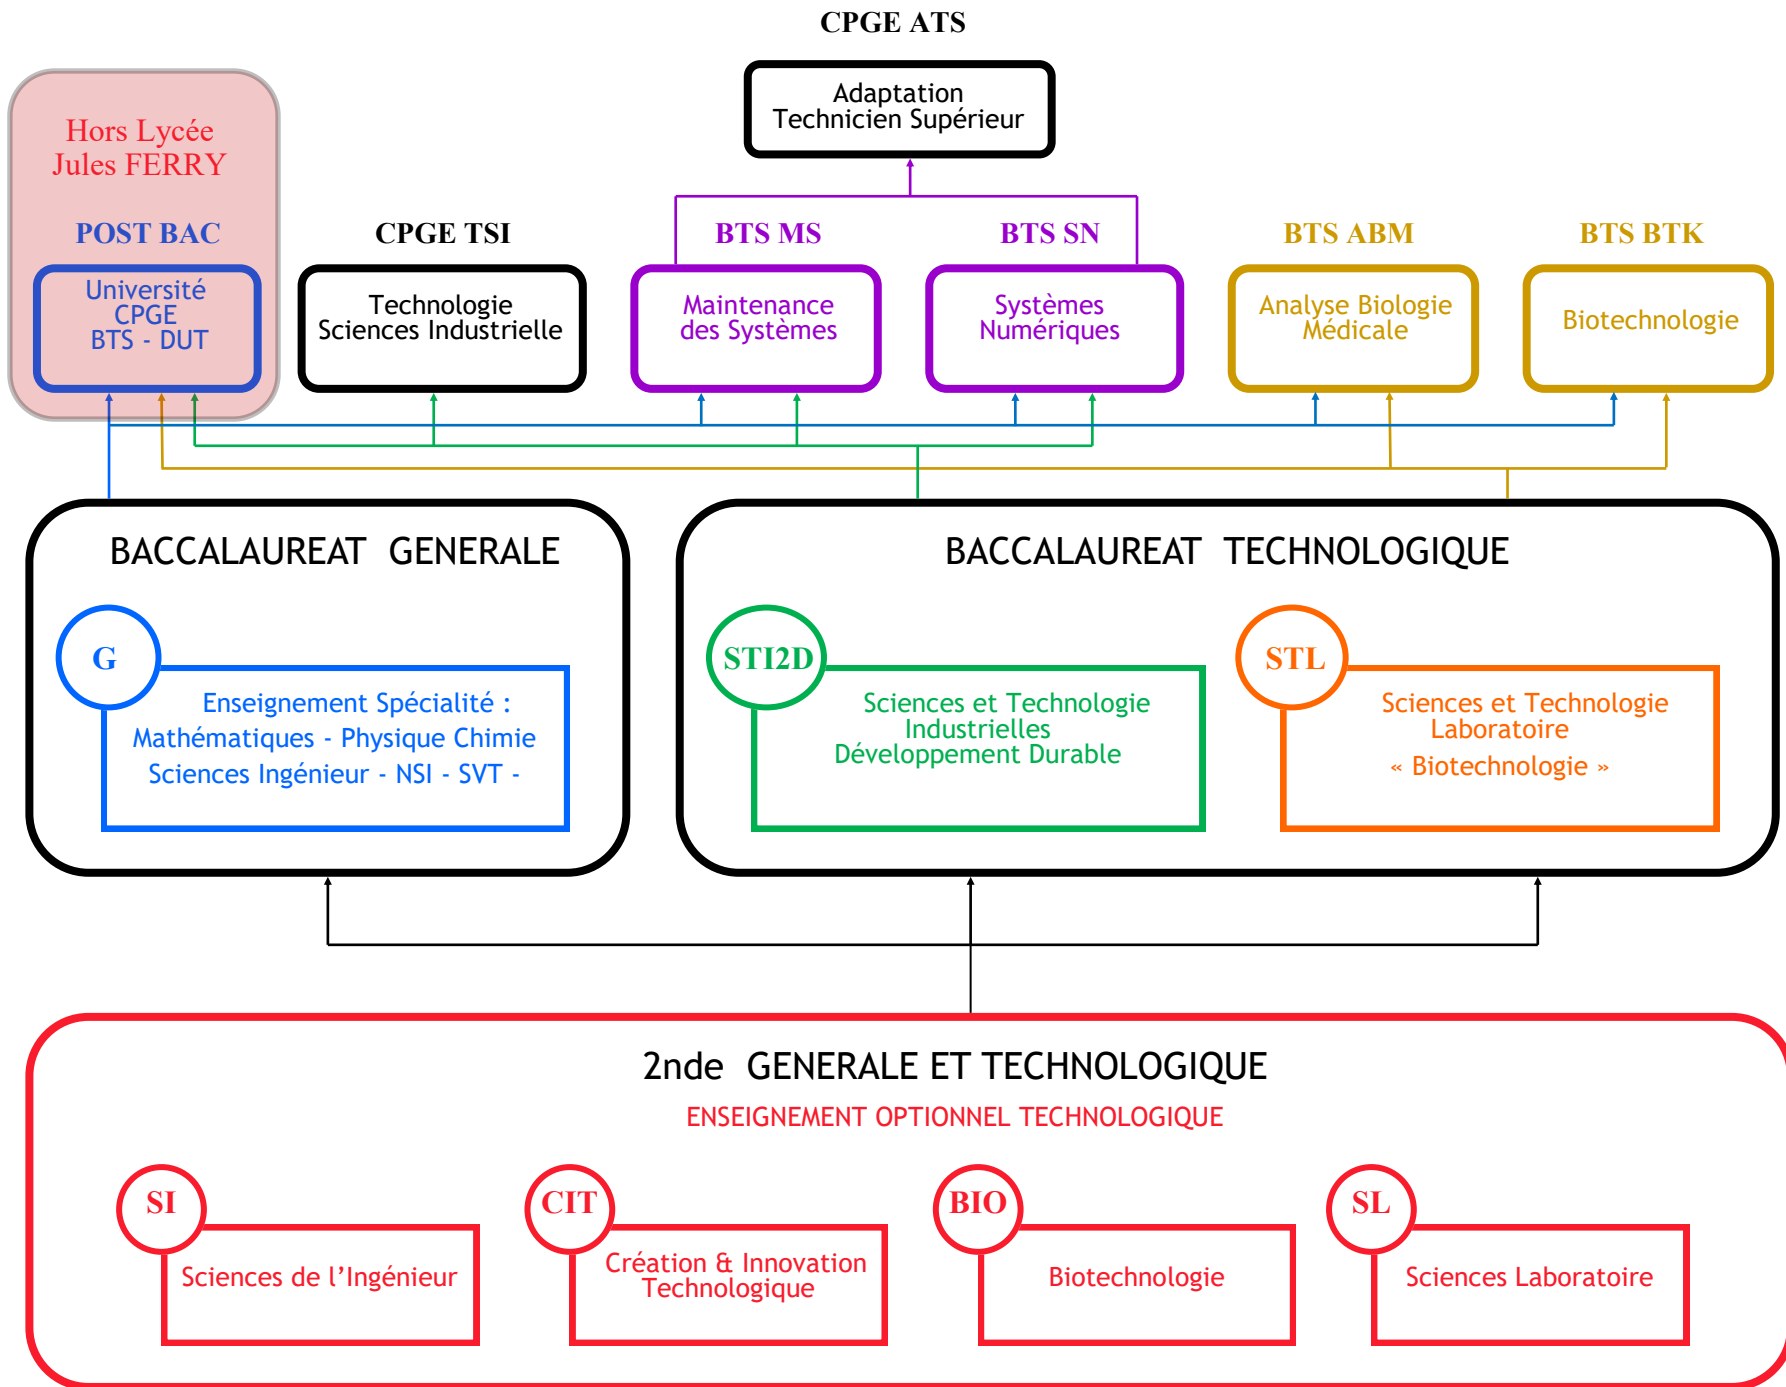 CPGE ATS
Adaptation
Technicien Supérieur
Hors Lycée
Jules FERRY
POST BAC
Université
CPGE
BTS - DUT
CPGE TSI
Technologie
Sciences Industrielle
BTS MS
Maintenance
des Systèmes
BTS SN
Systèmes
Numériques
BTS ABM
Analyse Biologie
Médicale
BTS BTK
Biotechnologie
BACCALAUREAT GENERALE
G
Enseignement Spécialité :
Mathématiques - Physique Chimie
Sciences Ingénieur - NSI - SVT -
BACCALAUREAT TECHNOLOGIQUE
STI2D
Sciences et Technologie
Industrielles
Développement Durable
STL
Sciences et Technologie
Laboratoire
« Biotechnologie »
2nde GENERALE ET TECHNOLOGIQUE
ENSEIGNEMENT OPTIONNEL TECHNOLOGIQUE
SI
Sciences de l’Ingénieur
CIT
Création & Innovation
Technologique
BIO
Biotechnologie
SL
Sciences Laboratoire